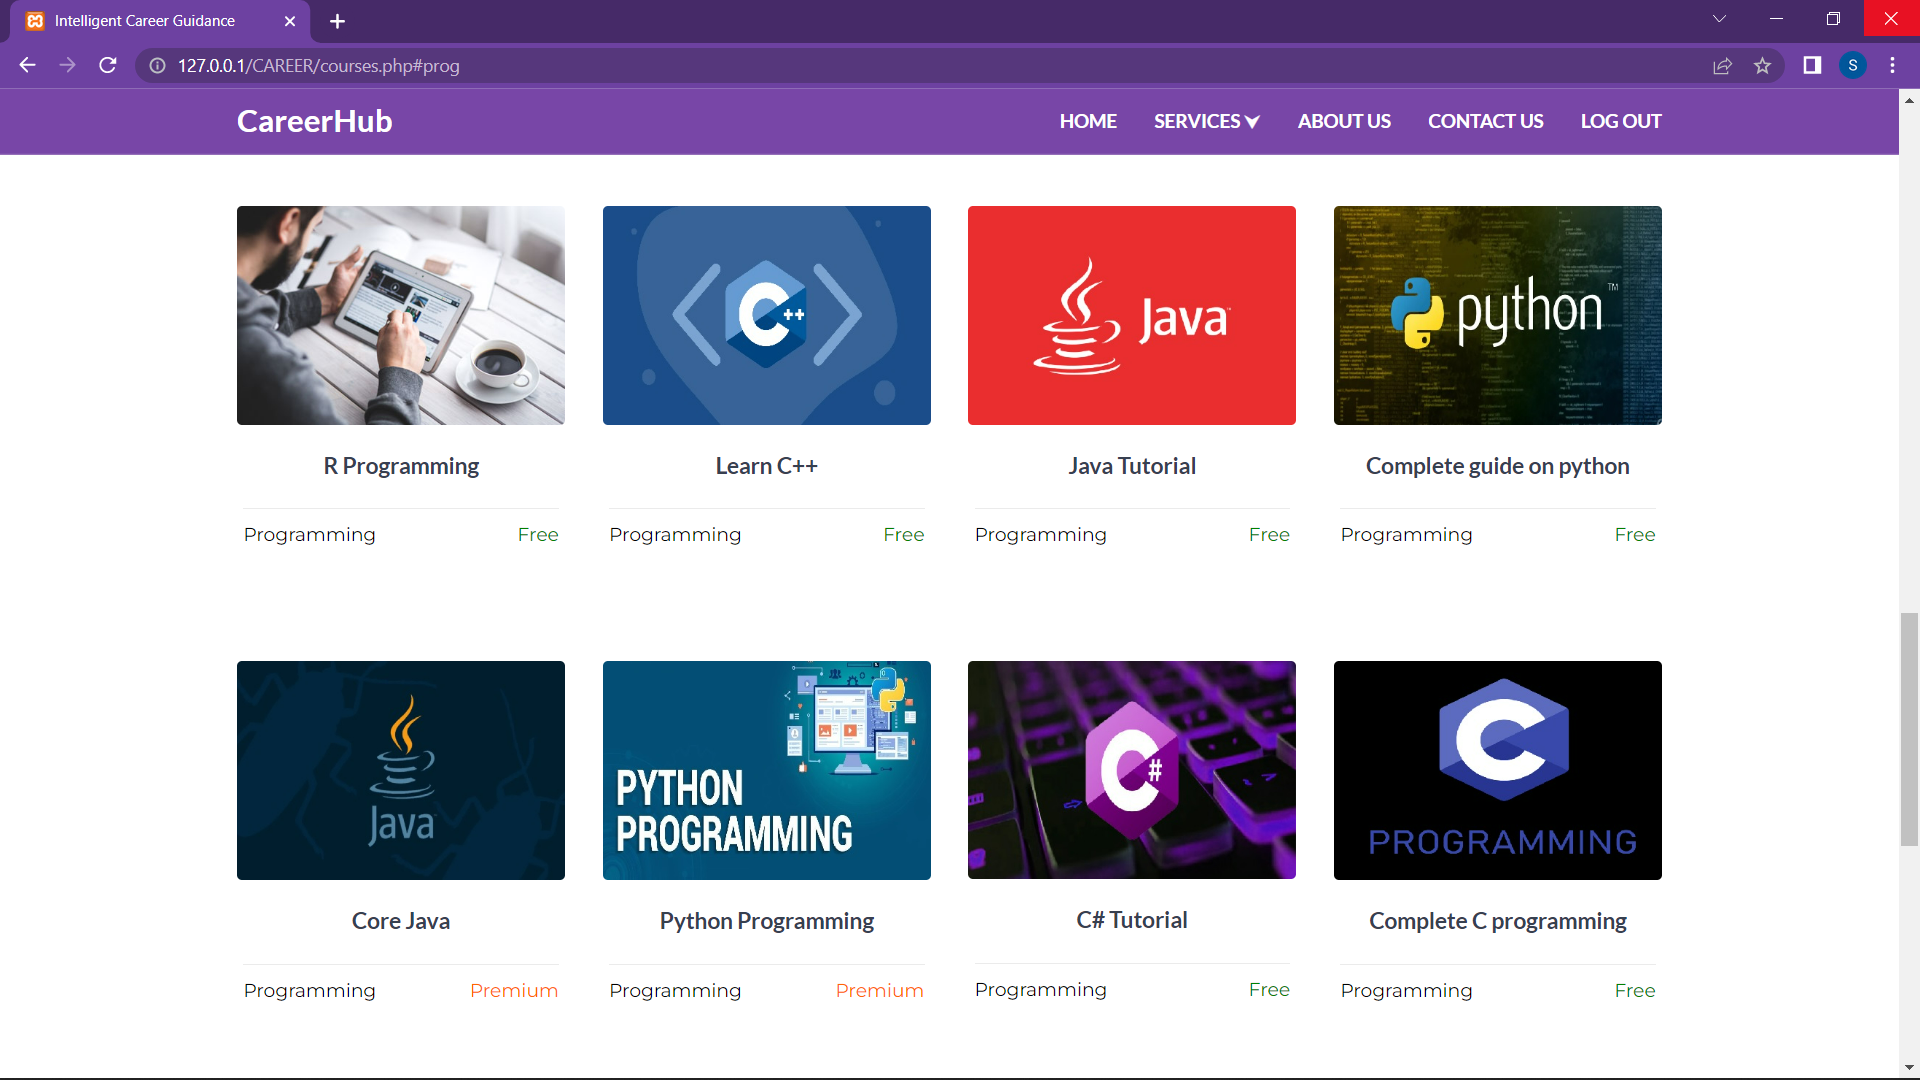 Intelligent Career Guidance
127.0.0.1/CAREER/courses.php#prog
S
CareerHub
HOME SERVICES ABOUT US CONTACT US LOG OUT
C++
Java
python™
R Programming
Learn C++
Java Tutorial
Complete guide on python
Programming Free
Programming Free
Programming Free
Programming Free
Java
PYTHON
PROGRAMMING
C#
C
PROGRAMMING
Core Java
Python Programming
C# Tutorial
Complete C programming
Programming Premium
Programming Premium
Programming Free
Programming Free